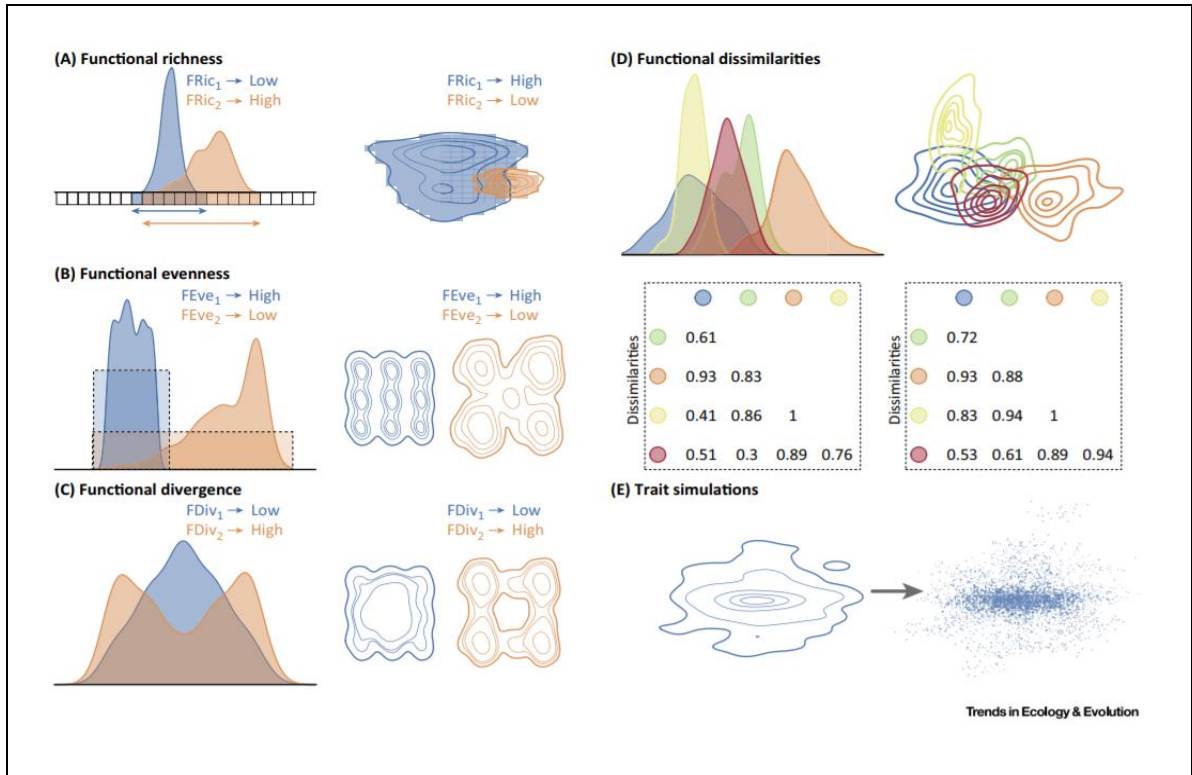 (A) Functional richness
FRic1 → Low
FRic2 → High
FRic1 → High
FRic2 → Low
(B) Functional evenness
FEve1 → High
FEve2 → Low
FEve1 → High
FEve2 → Low
(C) Functional divergence
FDiv1 → Low
FDiv2 → High
FDiv1 → Low
FDiv2 → High
(D) Functional dissimilarities
Dissimilarities
0.61
0.93 0.83
0.41 0.86 1
0.51 0.3 0.89 0.76
Dissimilarities
0.72
0.93 0.88
0.83 0.94 1
0.53 0.61 0.89 0.94
(E) Trait simulations
Trends in Ecology & Evolution